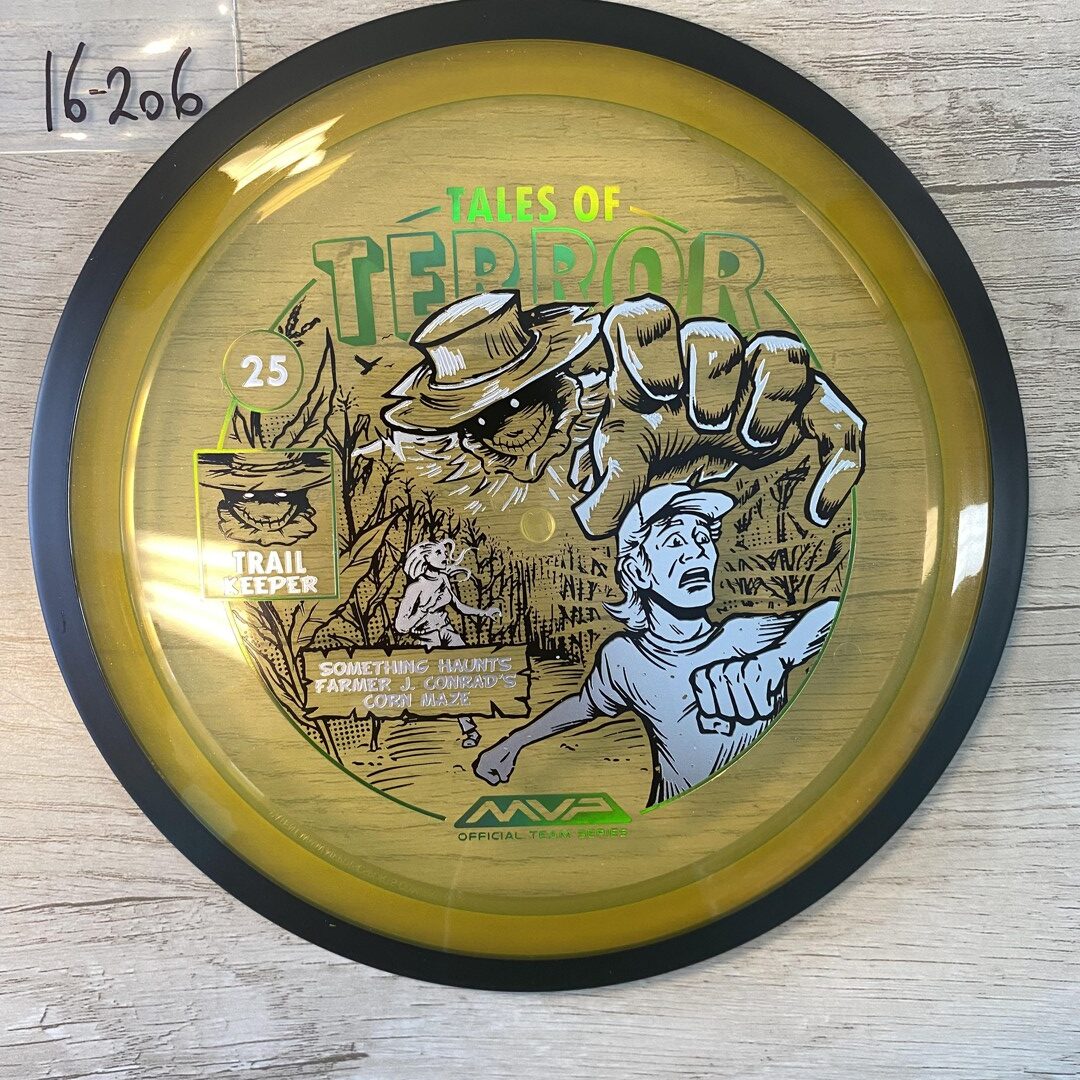 16-206
TALES OF
TERROR
25
TRAIL
KEEPER
SOMETHING HAUNTS
FARMER J. CONRAD'S
CORN MAZE
MVP
OFFICIAL TEAM SERIES